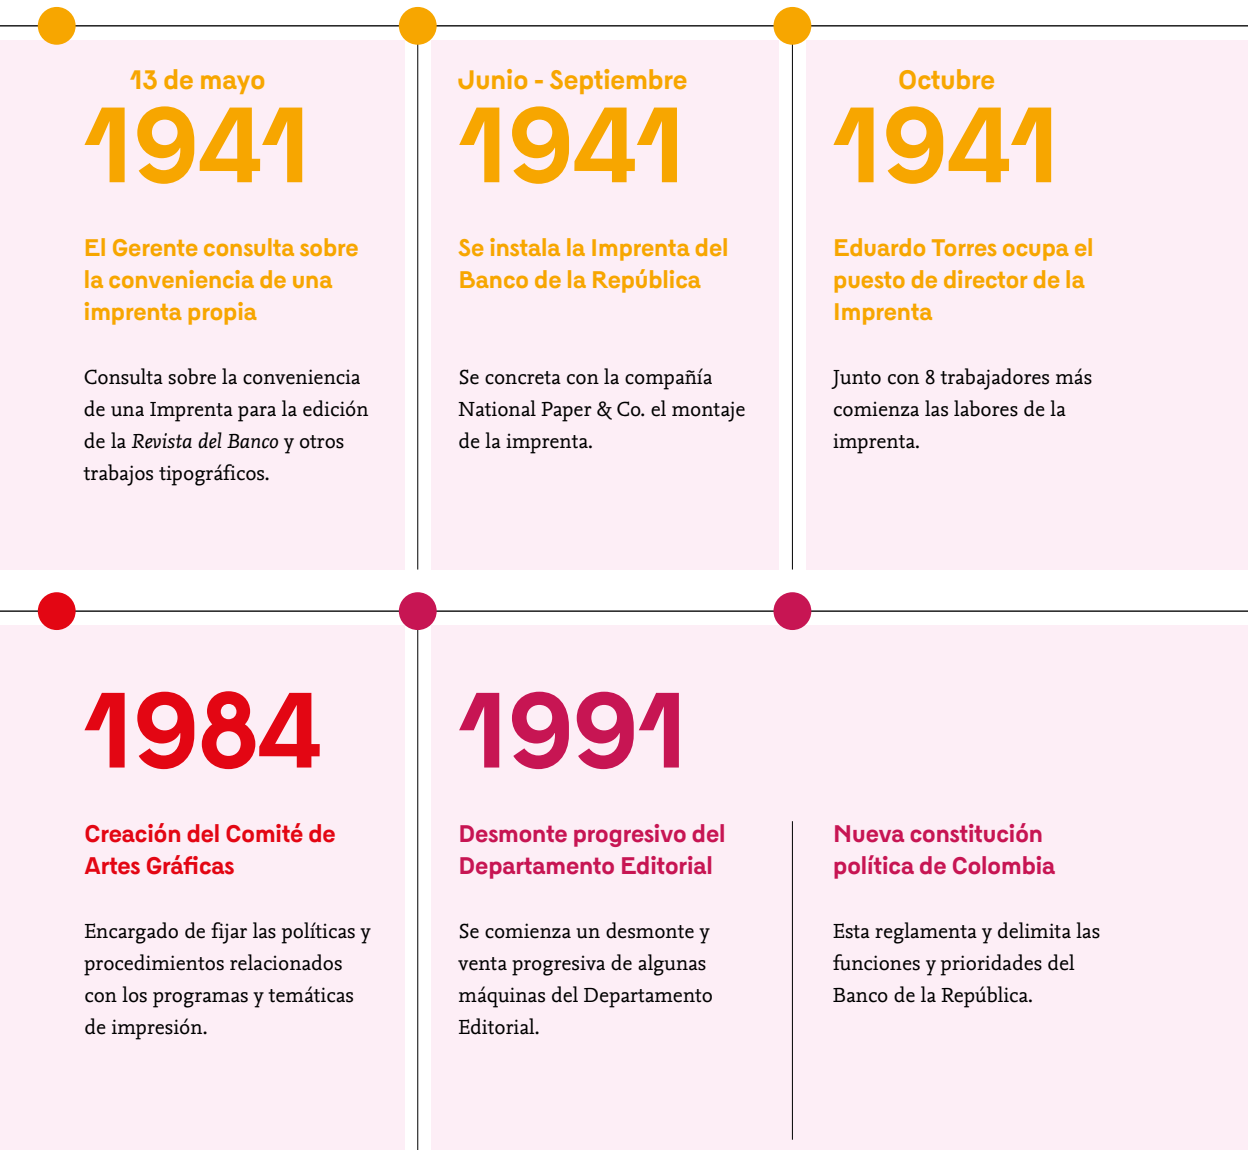 13 de mayo
1941
El Gerente consulta sobre
la conveniencia de una
imprenta propia
Consulta sobre la conveniencia
de una Imprenta para la edición
de la Revista del Banco y otros
trabajos tipográficos.
Junio - Septiembre
1941
Se instala la Imprenta del
Banco de la República
Se concreta con la compañía
National Paper & Co. el montaje
de la imprenta.
Octubre
1941
Eduardo Torres ocupa el
puesto de director de la
Imprenta
Junto con 8 trabajadores más
comienza las labores de la
imprenta.
1984
Creación del Comité de
Artes Gráficas
Encargado de fijar las políticas y
procedimientos relacionados
con los programas y temáticas
de impresión.
1991
Desmonte progresivo del
Departamento Editorial
Se comienza un desmonte y
venta progresiva de algunas
máquinas del Departamento
Editorial.
Nueva constitución
política de Colombia
Esta reglamenta y delimita las
funciones y prioridades del
Banco de la República.